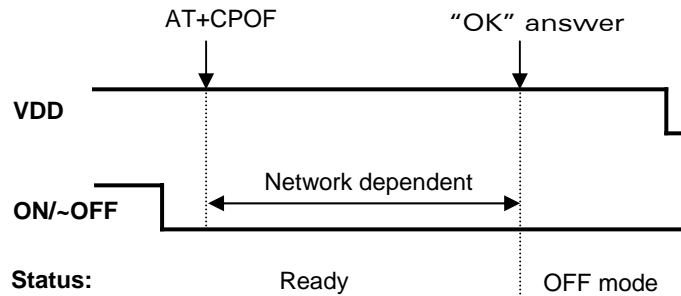 AT+CPOF
“OK” answer
VDD
Network dependent
ON/~OFF
Status: Ready OFF mode